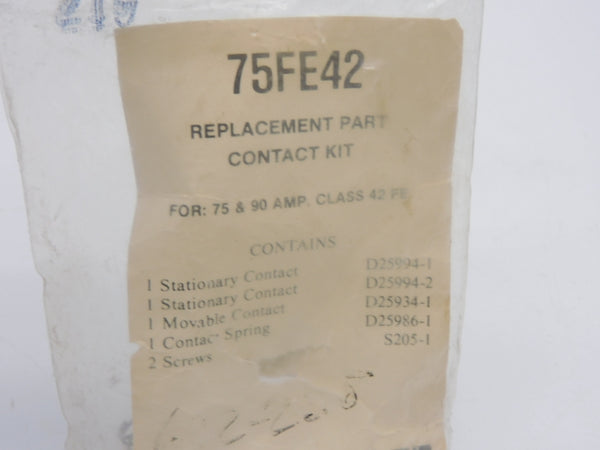 219
75FE42
REPLACEMENT PART
CONTACT KIT
FOR: 75 & 90 AMP. CLASS 42 FE
CONTAINS
1 Stationary Contact D25994-1
1 Stationary Contact D25994-2
1 Movable Contact D25934-1
1 Contact Spring D25986-1
2 Screws S205-1